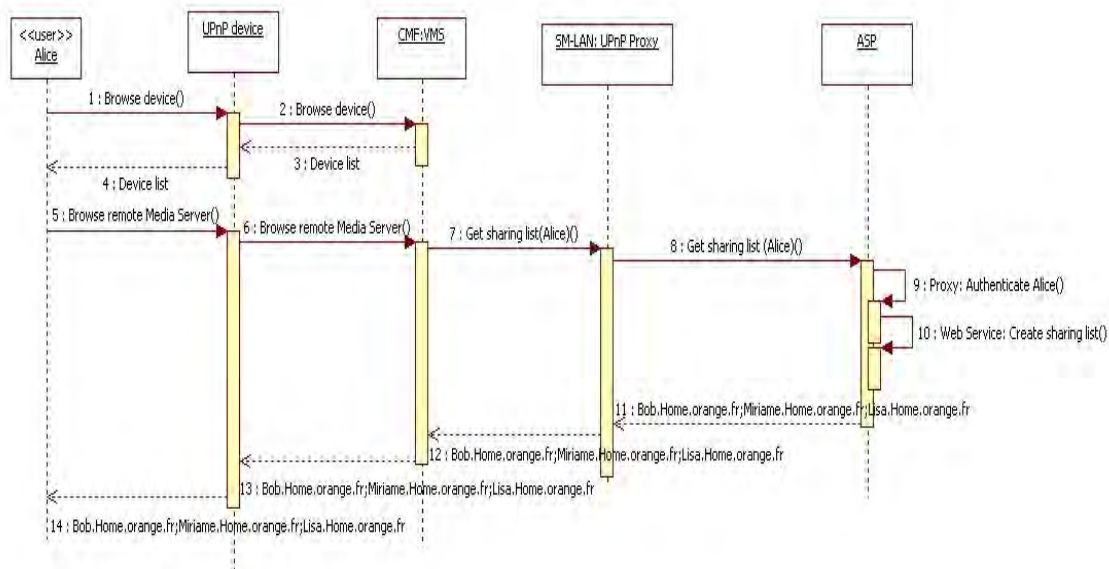 <<user>>
Alice
UPnP device
CMF:VMS
SM-LAN: UPnP Proxy
ASP
1 : Browse device()
2 : Browse device()
3 : Device list
4 : Device list
5 : Browse remote Media Server()
6 : Browse remote Media Server()
7 : Get sharing list(Alice)()
8 : Get sharing list (Alice)()
9 : Proxy: Authenticate Alice()
10 : Web Service: Create sharing list()
11 : Bob.Home.orange.fr;Miriame.Home.orange.fr;Lisa.Home.orange.fr
12 : Bob.Home.orange.fr;Miriame.Home.orange.fr;Lisa.Home.orange.fr
13 : Bob.Home.orange.fr;Miriame.Home.orange.fr;Lisa.Home.orange.fr
14 : Bob.Home.orange.fr;Miriame.Home.orange.fr;Lisa.Home.orange.fr